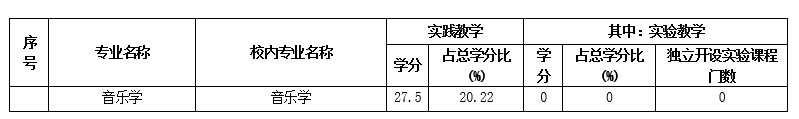 序号 专业名称 校内专业名称 实践教学 其中：实验教学
学分 占总学分比(%) 学分 占总学分比(%) 独立开设实验课程门数
音乐学 音乐学 27.5 20.22 0 0 0